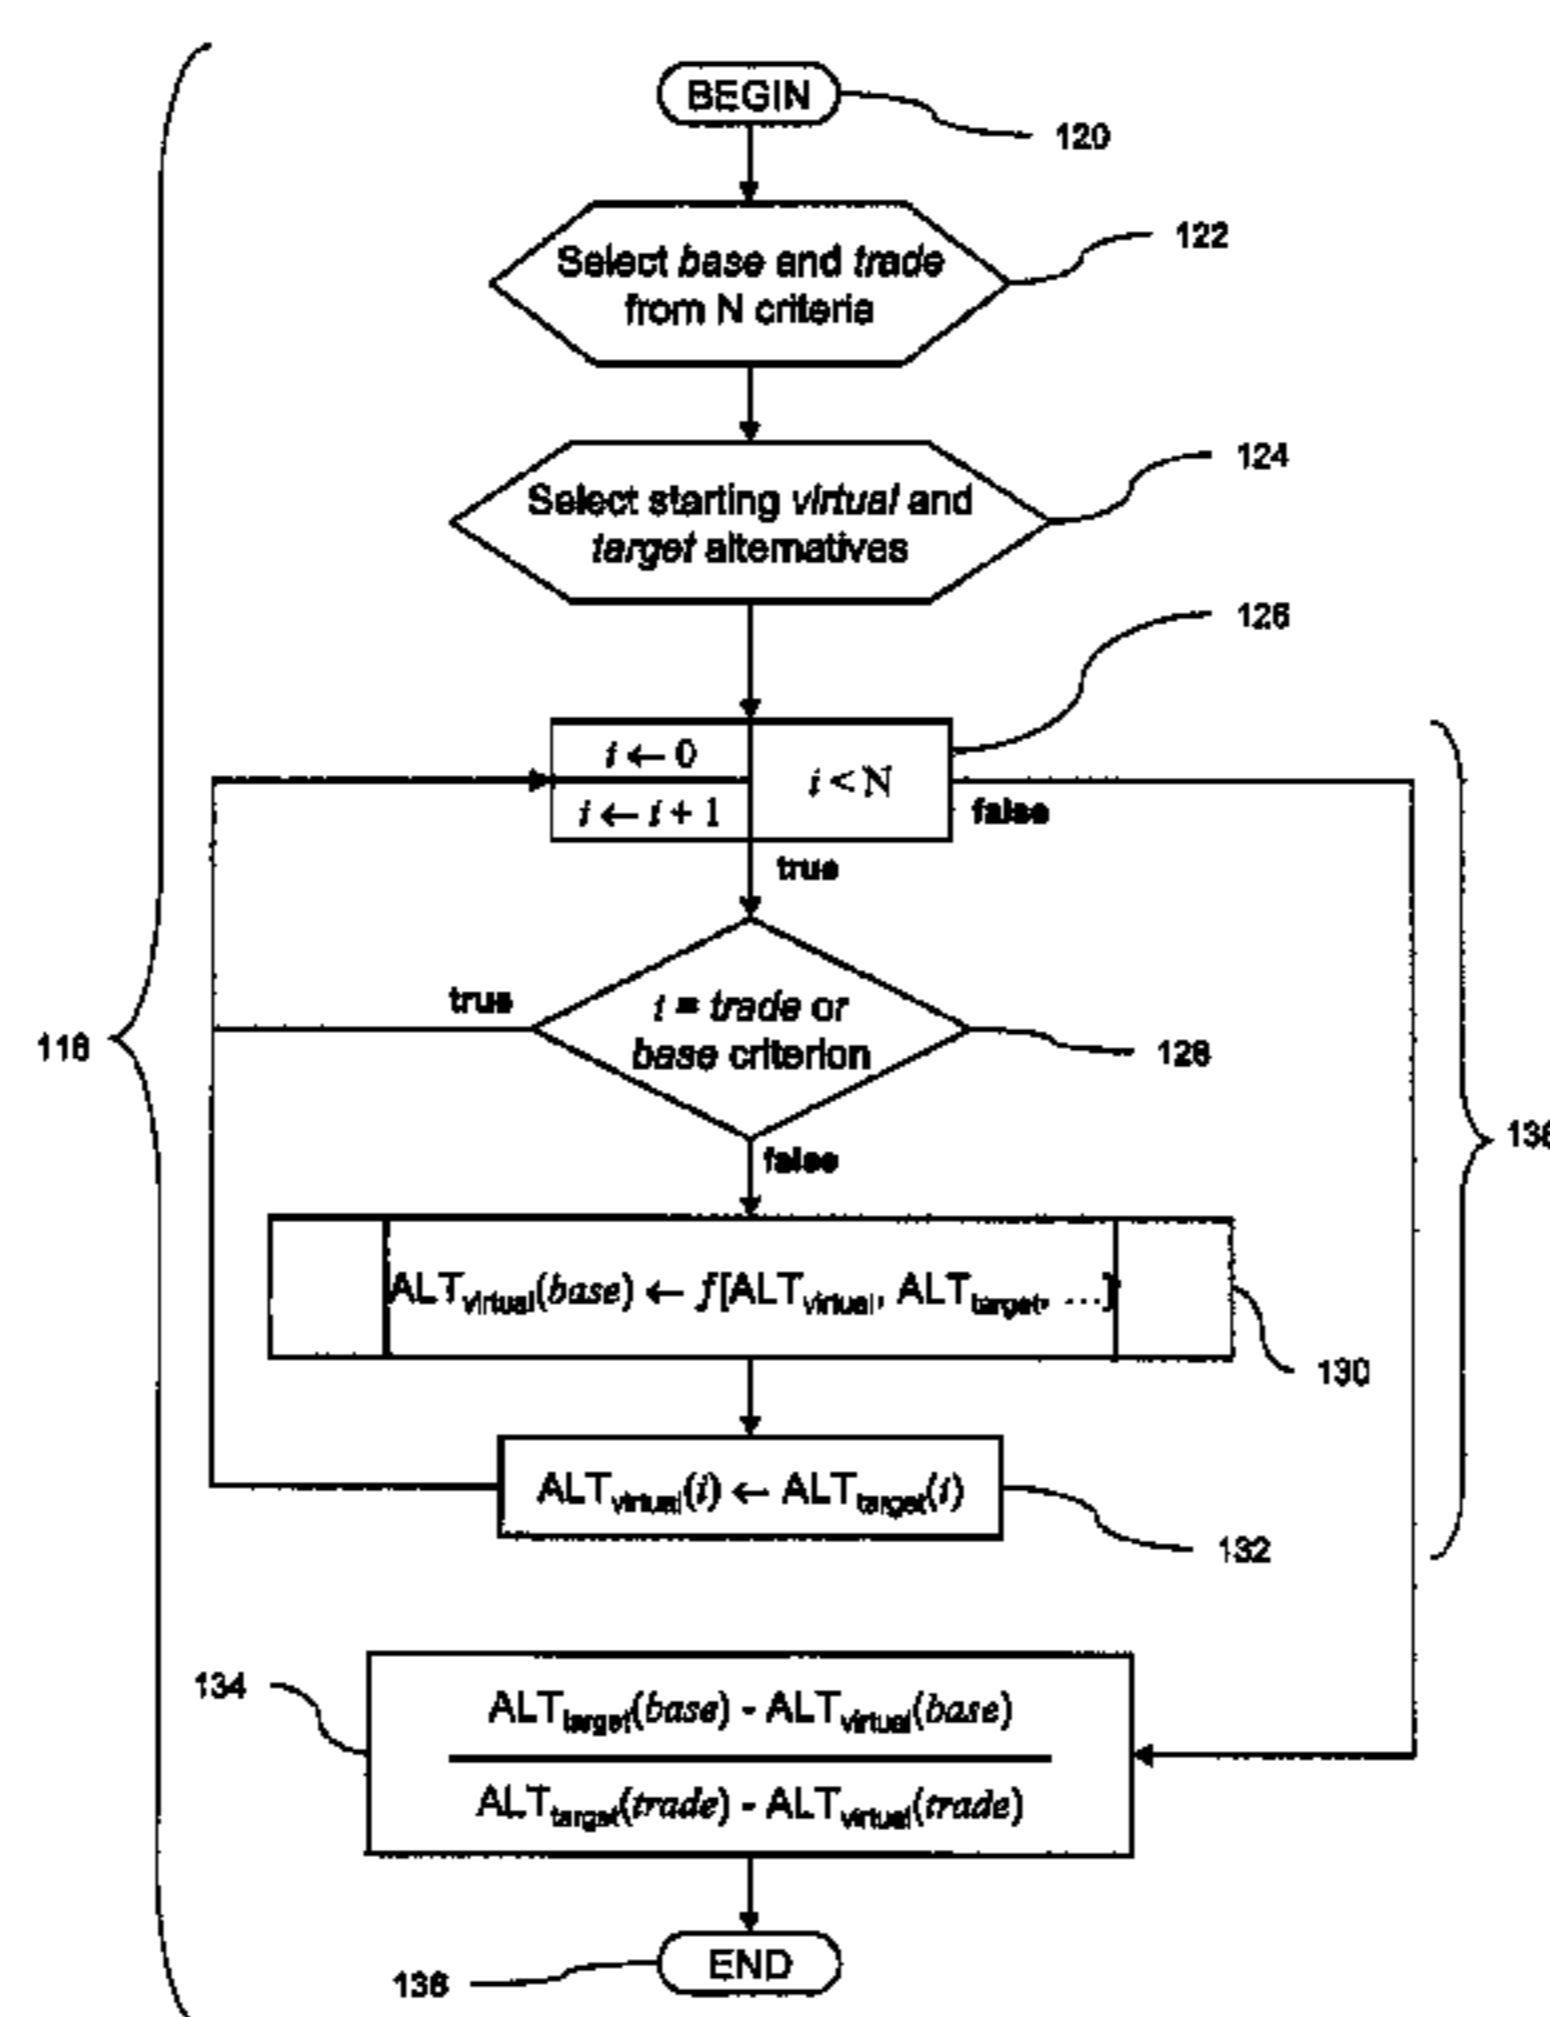 BEGIN
120
Select base and trade
from N criteria
122
Select starting virtual and
target alternatives
124
126
i ← 0
i ← i + 1
i < N
false
true
true
i = trade or
base criterion
128
false
ALTvirtual(base) ← f[ALTvirtual, ALTtarget, ...]
130
ALTvirtual(i) ← ALTtarget(i)
132
134
ALTtarget(base) - ALTvirtual(base)
ALTtarget(trade) - ALTvirtual(trade)
END